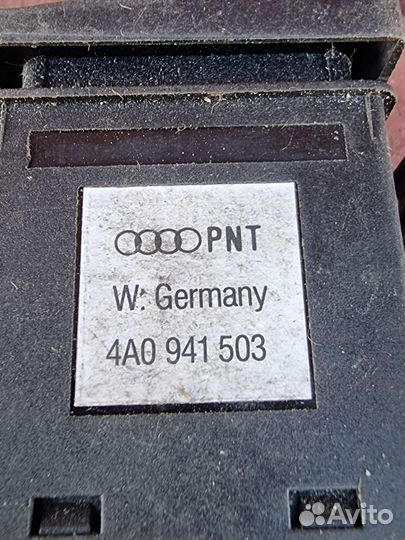 PNT
W. Germany
4A0 941 503
Avito